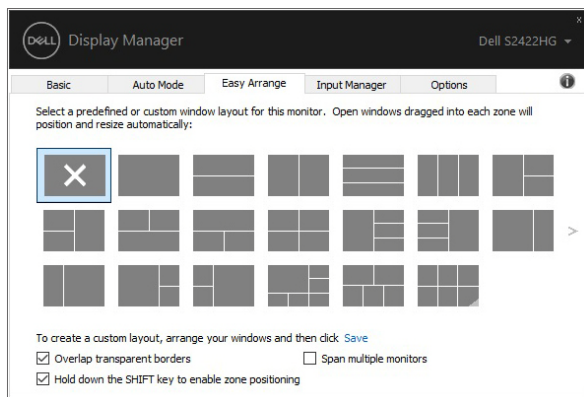 DELL Display Manager
Dell S2422HG
Basic Auto Mode Easy Arrange Input Manager Options
Select a predefined or custom window layout for this monitor. Open windows dragged into each zone will
position and resize automatically:
To create a custom layout, arrange your windows and then click Save
Overlap transparent borders Span multiple monitors
Hold down the SHIFT key to enable zone positioning